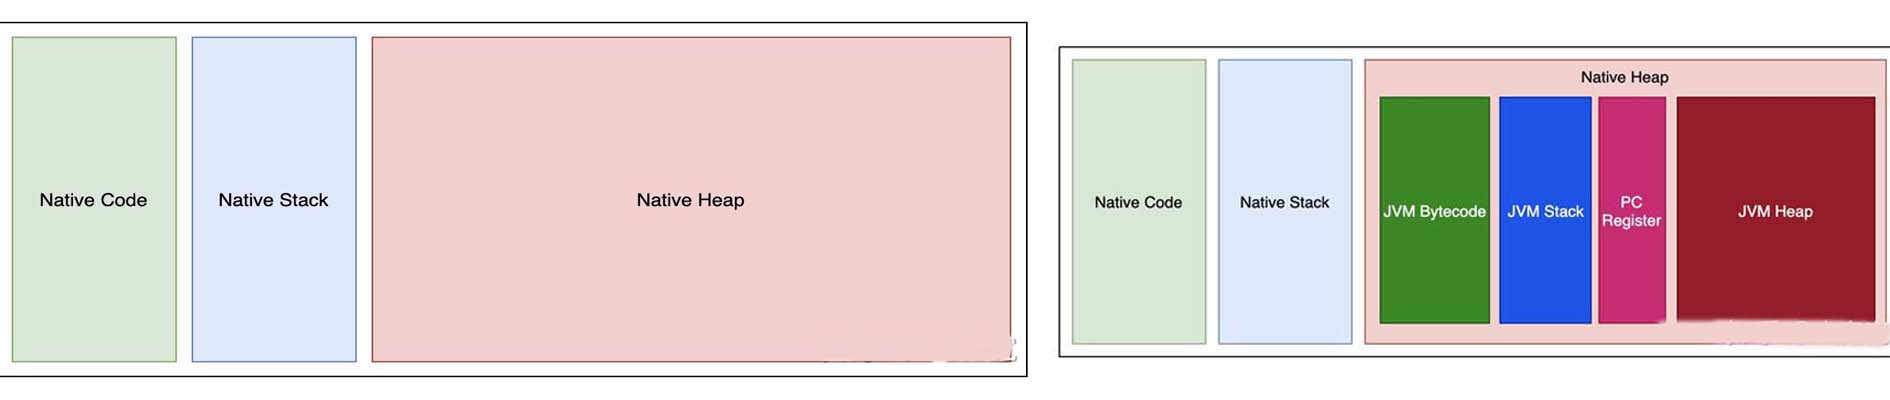 Native Code
Native Stack
Native Heap
Native Heap
Native Code
Native Stack
JVM Bytecode
JVM Stack
PC
Register
JVM Heap